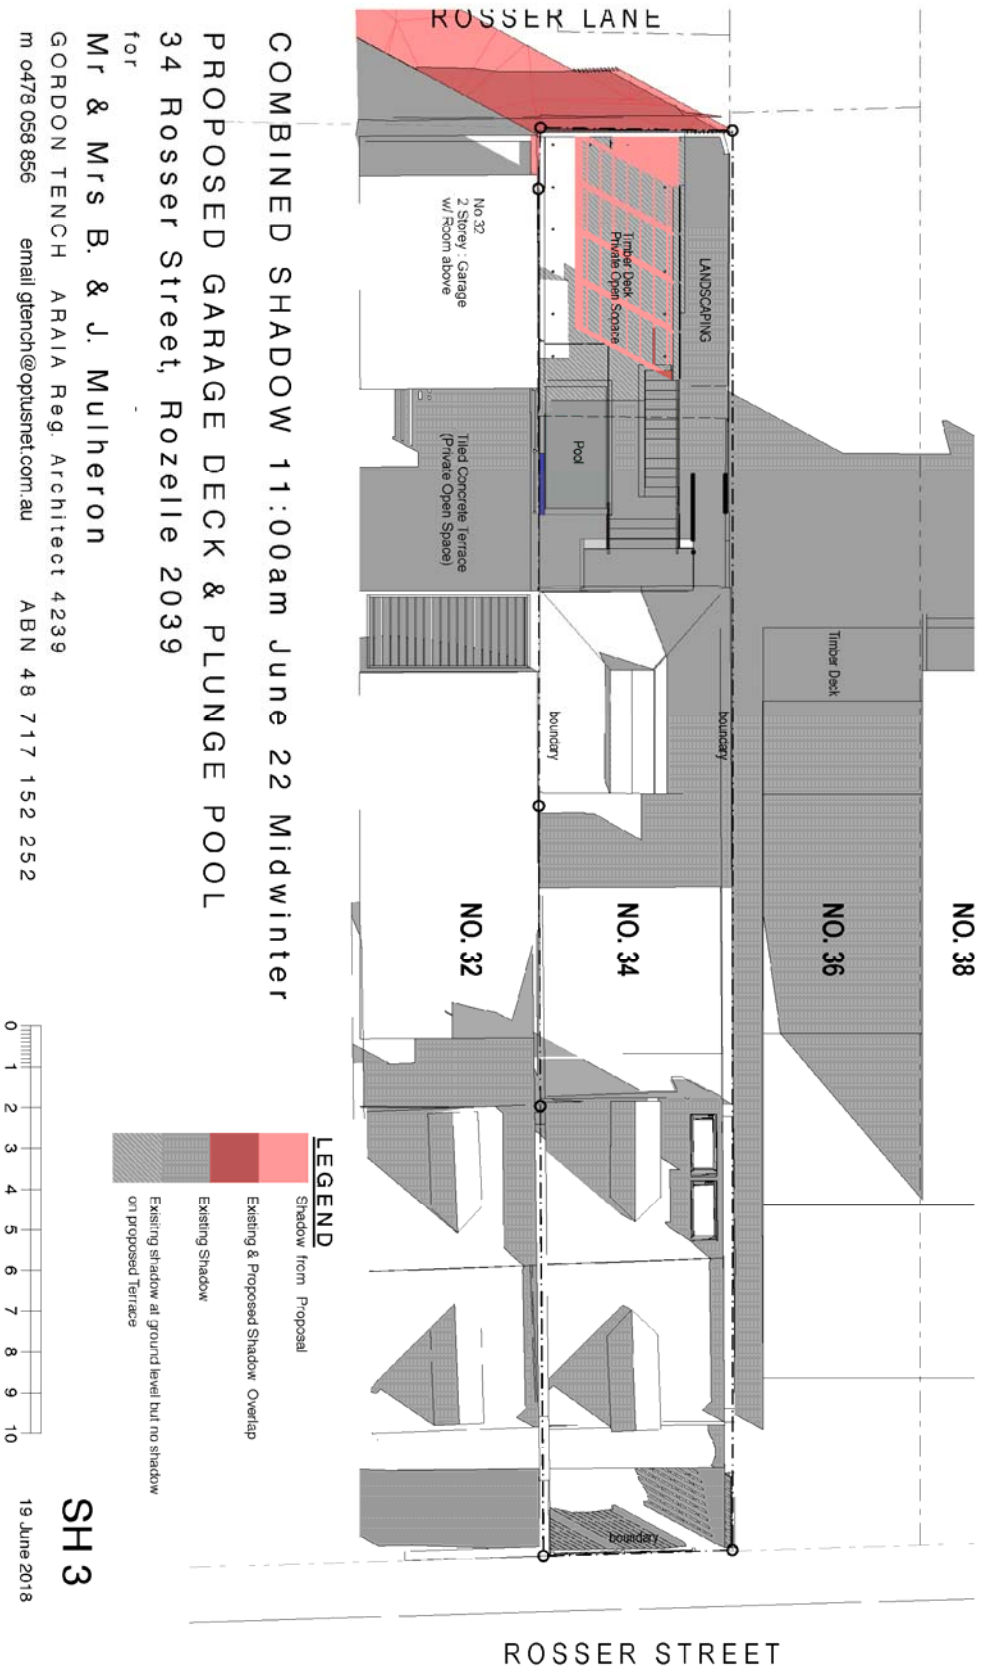 ROSSER LANE
No 32
2 Storey : Garage
w/ Room above
Timber Deck
Private Open Sopace
LANDSCAPING
Tiled Concrete Terrace
(Private Open Space)
Pool
Timber Deck
boundary
boundary
NO. 32
NO. 34
NO. 36
NO. 38
boundary
ROSSER STREET
COMBINED SHADOW 11:00am June 22 Midwinter
PROPOSED GARAGE DECK & PLUNGE POOL
34 Rosser Street, Rozelle 2039
for -
Mr & Mrs B. & J. Mulheron
GORDON TENCH ARAIA Reg. Architect 4239
m 0478 058 856 email gtench@optusnet.com.au ABN 48 717 152 252
LEGEND
Shadow from Proposal
Existing & Proposed Shadow Overlap
Existing Shadow
Exisitng shadow at ground level but no shadow
on proposed Terrace
0 1 2 3 4 5 6 7 8 9 10
SH 3
19 June 2018